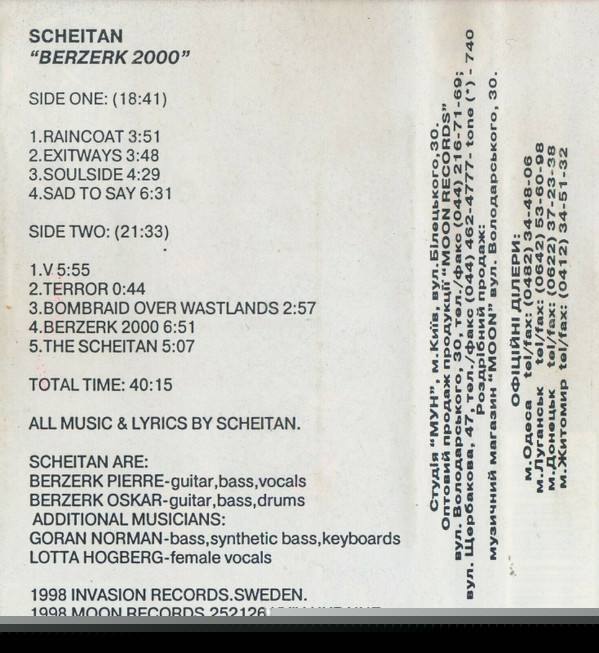 SCHEITAN
“BERZERK 2000”
SIDE ONE: (18:41)
1.RAINCOAT 3:51
2.EXITWAYS 3:48
3.SOULSIDE 4:29
4.SAD TO SAY 6:31
SIDE TWO: (21:33)
1.V 5:55
2.TERROR 0:44
3.BOMBRAID OVER WASTLANDS 2:57
4.BERZERK 2000 6:51
5.THE SCHEITAN 5:07
TOTAL TIME: 40:15
ALL MUSIC & LYRICS BY SCHEITAN.
SCHEITAN ARE:
BERZERK PIERRE-guitar,bass,vocals
BERZERK OSKAR-guitar,bass,drums
ADDITIONAL MUSICIANS:
GORAN NORMAN-bass,synthetic bass,keyboards
LOTTA HOGBERG-female vocals
1998 INVASION RECORDS.SWEDEN.
1998 MOON RECORDS 252126
Студія “МУН”, м.Київ, вул.Білецького, 30.
Оптовий продаж продукції “MOON RECORDS”
вул. Володарського, 30, тел./факс (044) 216-71-69;
вул. Щербакова, 47, тел./факс (044) 462-4777- tone (*) - 740
Роздрібний продаж:
музичний магазин “MOON” вул. Володарського, 30.
ОФІЦІЙНІ ДІЛЕРИ:
м.Одеса tel/fax: (0482) 34-48-06
м.Луганськ tel/fax: (0642) 53-60-98
м.Донецьк tel/fax: (0622) 37-23-38
м.Житомир tel/fax: (0412) 34-51-32